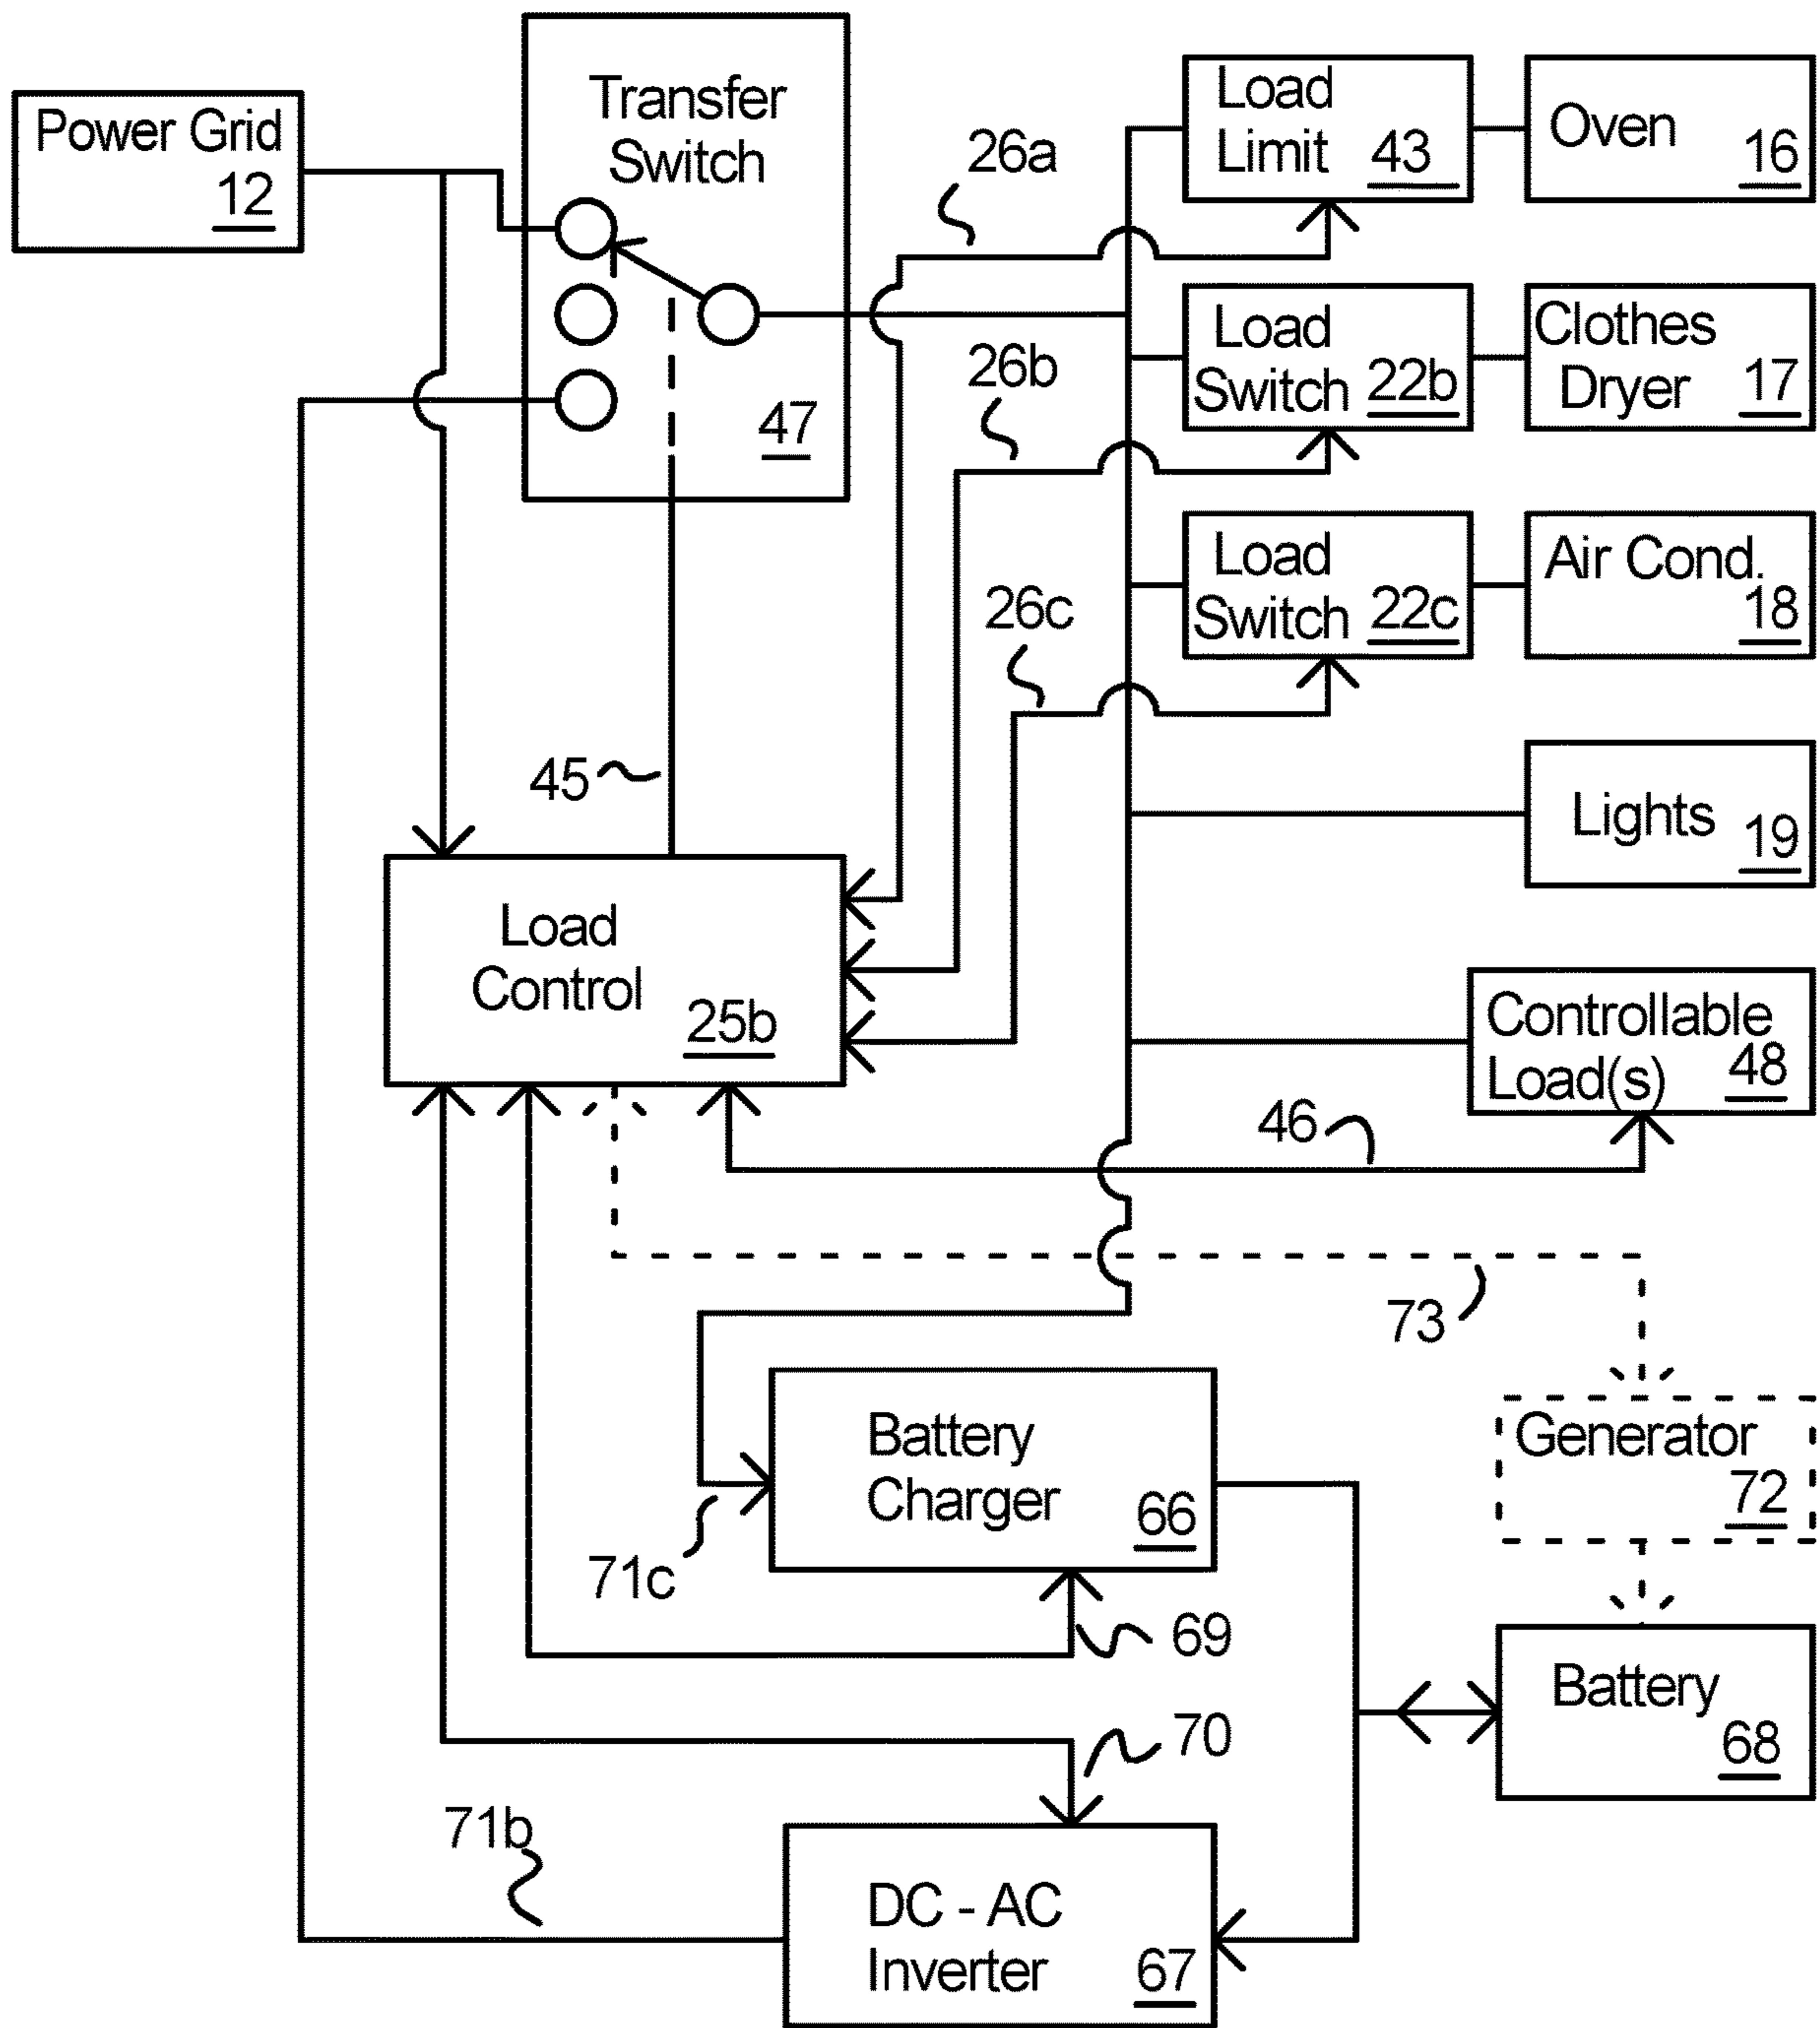 Power Grid
12
Transfer
Switch
47
Load
Limit 43
Oven 16
26a
Load
Switch 22b
Clothes
Dryer 17
26b
Load
Switch 22c
Air Cond.
18
26c
45
Lights 19
Load
Control
25b
Controllable
Load(s) 48
46
73
Battery
Charger
66
71c
Generator
72
69
Battery
68
70
71b
DC - AC
Inverter
67